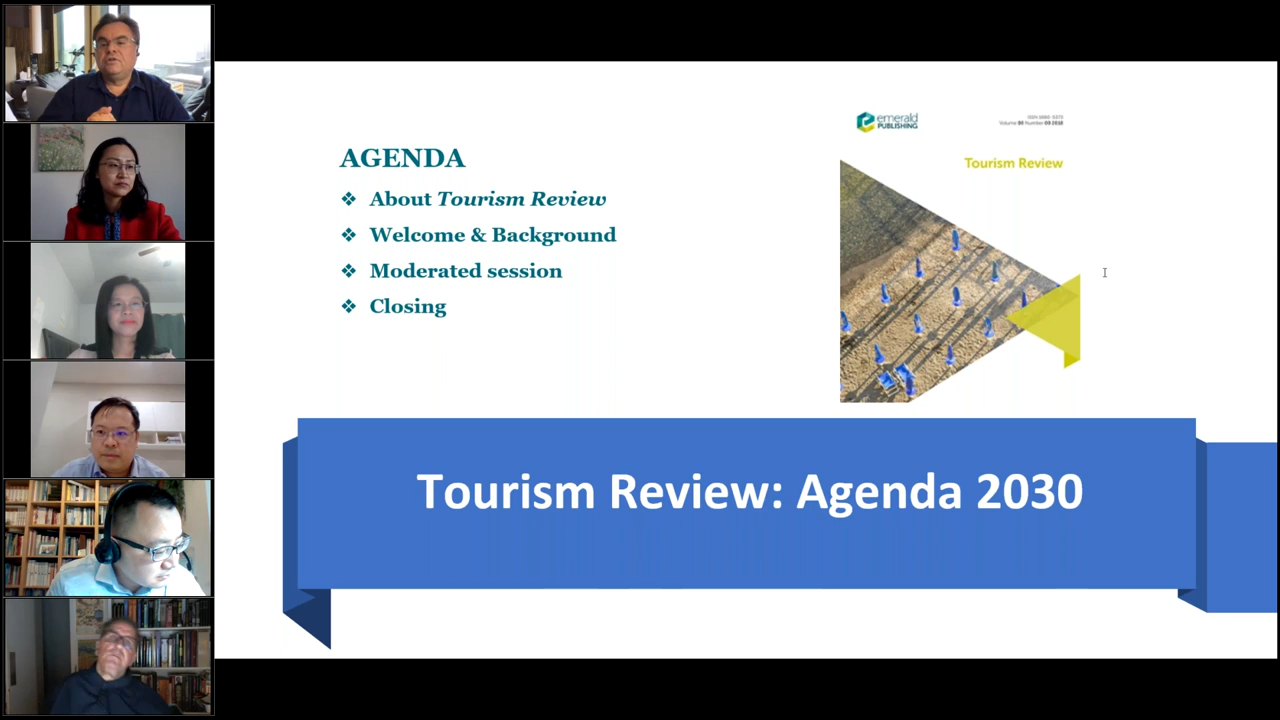 AGENDA
❖ About Tourism Review
❖ Welcome & Background
❖ Moderated session
❖ Closing
emerald
PUBLISHING
Tourism Review
Tourism Review: Agenda 2030